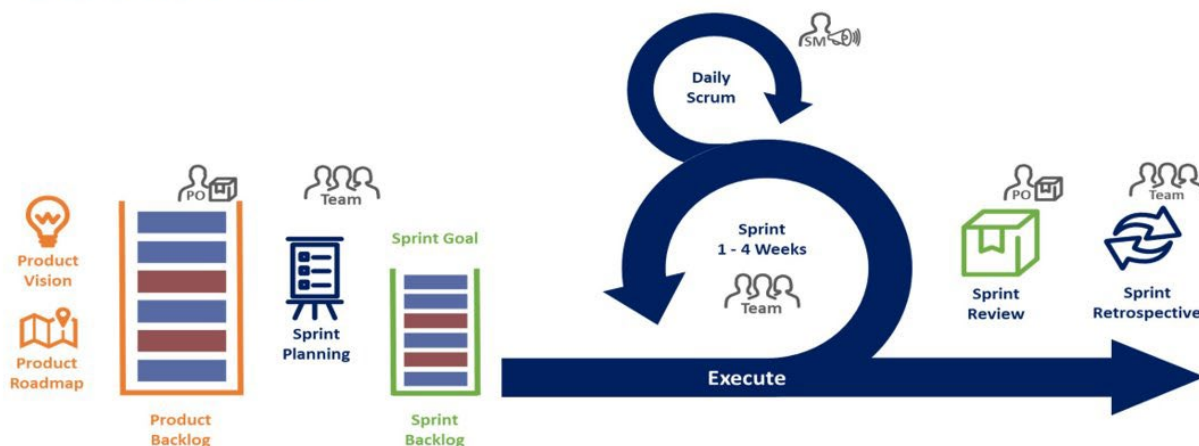 Product
Vision
Product
Roadmap
PO
Product
Backlog
Team
Sprint
Planning
Sprint Goal
Sprint
Backlog
SM
Daily
Scrum
Sprint
1 - 4 Weeks
Team
Execute
PO
Sprint
Review
Team
Sprint
Retrospective